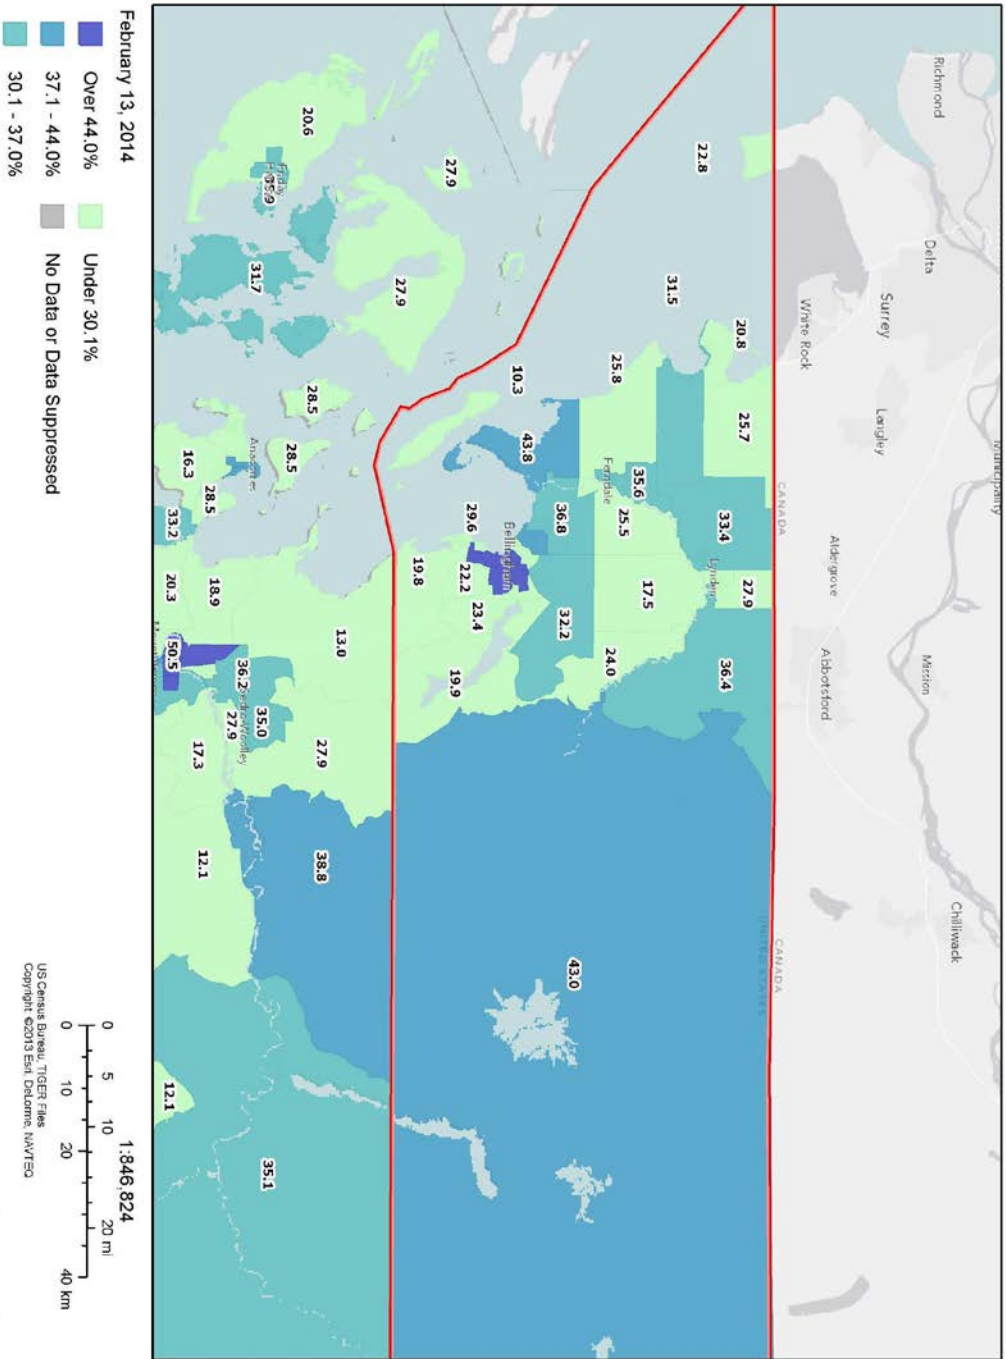 Municipality
Richmond
Chilliwack
Delta
Mission
Surrey
Langley
Aldergrove
Abbotsford
White Rock
CANADA
CANADA
UNITED STATES
20.8
25.7
27.9
33.4
36.4
Lynden
22.8
31.5
17.5
35.6
25.5
25.8
24.0
Ferndale
43.0
36.8
32.2
43.8
10.3
Bellingham
29.6
22.2
23.4
19.9
27.9
19.8
27.9
13.0
27.9
38.8
20.6
28.5
28.5
Friday
31.7
35.0
35.1
Anacortes
36.2
27.9
28.5
18.9
17.3
12.1
16.3
33.2
20.3
50.5
12.1
February 13, 2014
1:846,824
Over 44.0%
Under 30.1%
0 5 10 20 mi
37.1 - 44.0%
No Data or Data Suppressed
0 10 20 40 km
30.1 - 37.0%
US Census Bureau, TIGER Files
Copyright: ©2013 Esri, DeLorme, NAVTEQ